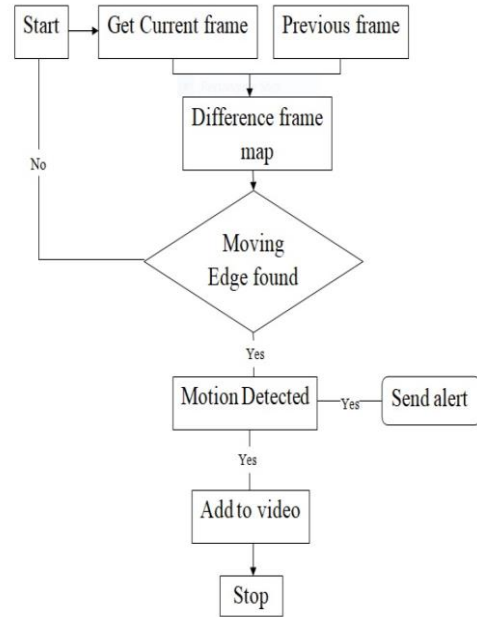 Start
Get Current frame
Previous frame
Difference frame
map
No
Moving
Edge found
Yes
Motion Detected
Yes
Send alert
Yes
Add to video
Stop